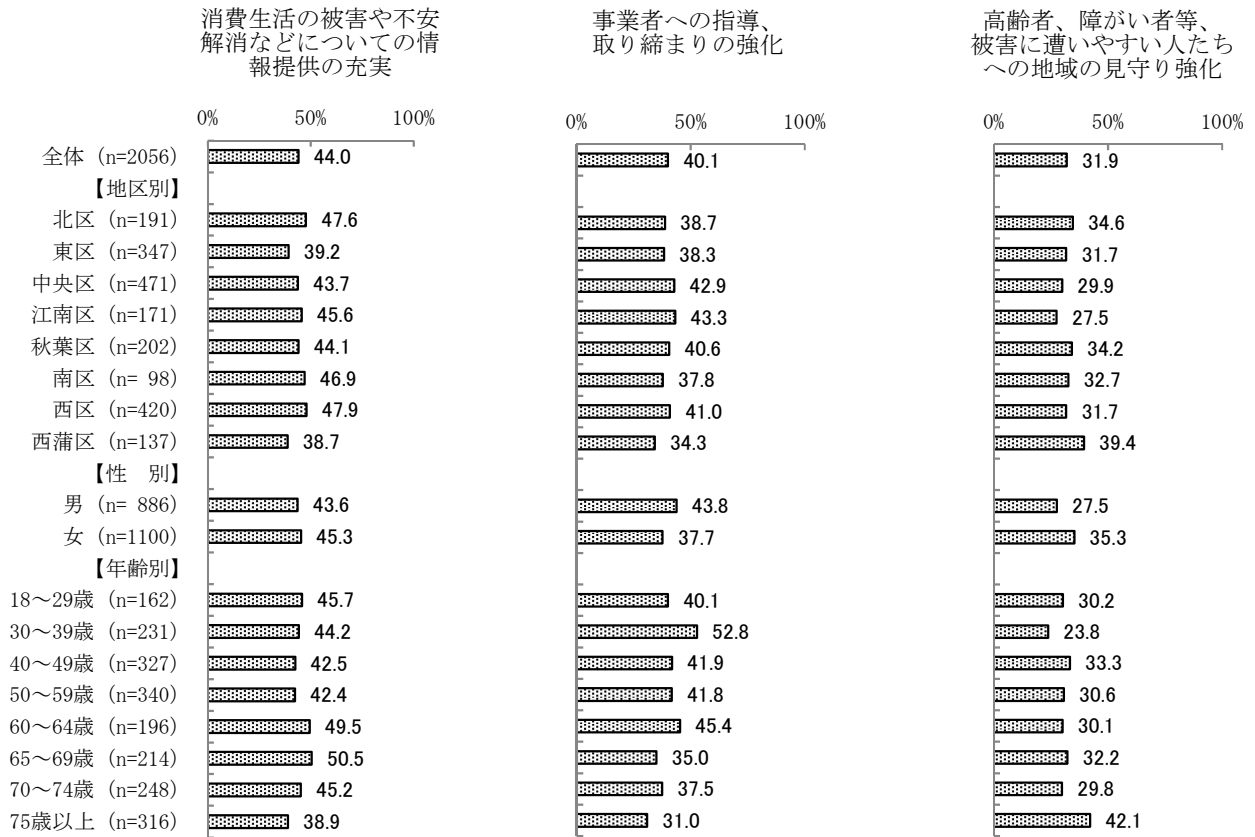 消費生活の被害や不安
解消などについての情
報提供の充実
事業者への指導、
取り締まりの強化
高齢者、障がい者等、
被害に遭いやすい人たち
への地域の見守り強化
0% 50% 100% 0% 50% 100% 0% 50% 100%
全体 (n=2056) 44.0 40.1 31.9
【地区別】
北区 (n=191) 47.6 38.7 34.6
東区 (n=347) 39.2 38.3 31.7
中央区 (n=471) 43.7 42.9 29.9
江南区 (n=171) 45.6 43.3 27.5
秋葉区 (n=202) 44.1 40.6 34.2
南区 (n= 98) 46.9 37.8 32.7
西区 (n=420) 47.9 41.0 31.7
西蒲区 (n=137) 38.7 34.3 39.4
【性　別】
男 (n= 886) 43.6 43.8 27.5
女 (n=1100) 45.3 37.7 35.3
【年齢別】
18～29歳 (n=162) 45.7 40.1 30.2
30～39歳 (n=231) 44.2 52.8 23.8
40～49歳 (n=327) 42.5 41.9 33.3
50～59歳 (n=340) 42.4 41.8 30.6
60～64歳 (n=196) 49.5 45.4 30.1
65～69歳 (n=214) 50.5 35.0 32.2
70～74歳 (n=248) 45.2 37.5 29.8
75歳以上 (n=316) 38.9 31.0 42.1